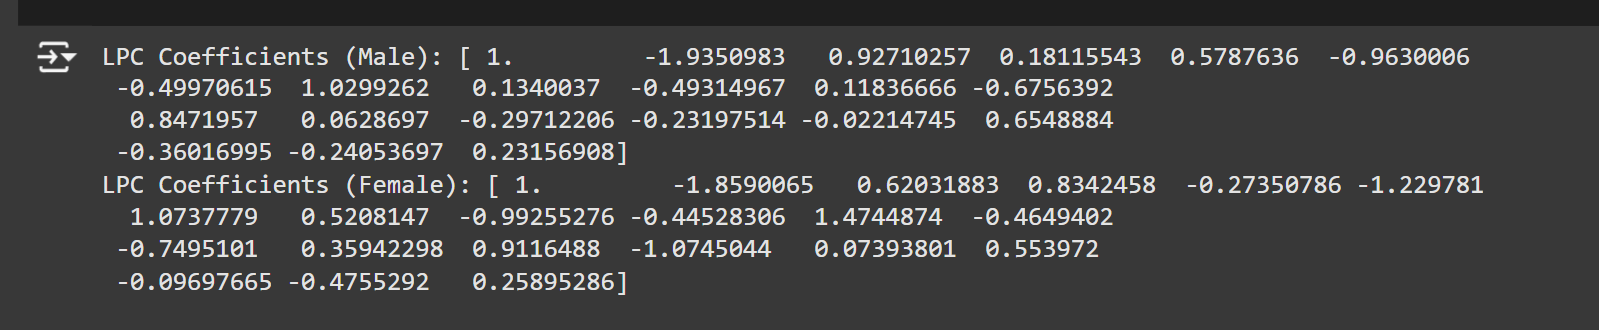 LPC Coefficients (Male): [ 1.         -1.9350983   0.92710257  0.18115543  0.5787636  -0.9630006
 -0.49970615  1.0299262   0.1340037  -0.49314967  0.11836666 -0.6756392
  0.8471957   0.0628697  -0.29712206 -0.23197514 -0.02214745  0.6548884
 -0.36016995 -0.24053697  0.23156908]
LPC Coefficients (Female): [ 1.         -1.8590065   0.62031883  0.8342458  -0.27350786 -1.229781
  1.0737779   0.5208147  -0.99255276 -0.44528306  1.4744874  -0.4649402
 -0.7495101   0.35942298  0.9116488  -1.0745044   0.07393801  0.553972
 -0.09697665 -0.4755292   0.25895286]